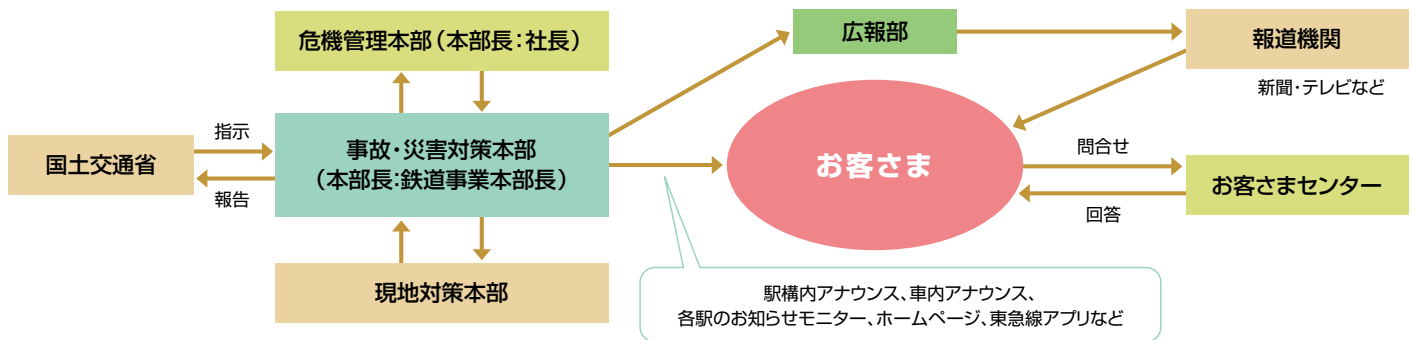 危機管理本部(本部長:社長)
広報部
報道機関
新聞・テレビなど
指示
国土交通省
報告
事故・災害対策本部
(本部長:鉄道事業本部長)
お客さま
問合せ
回答
お客さまセンター
現地対策本部
駅構内アナウンス、車内アナウンス、
各駅のお知らせモニター、ホームページ、東急線アプリなど